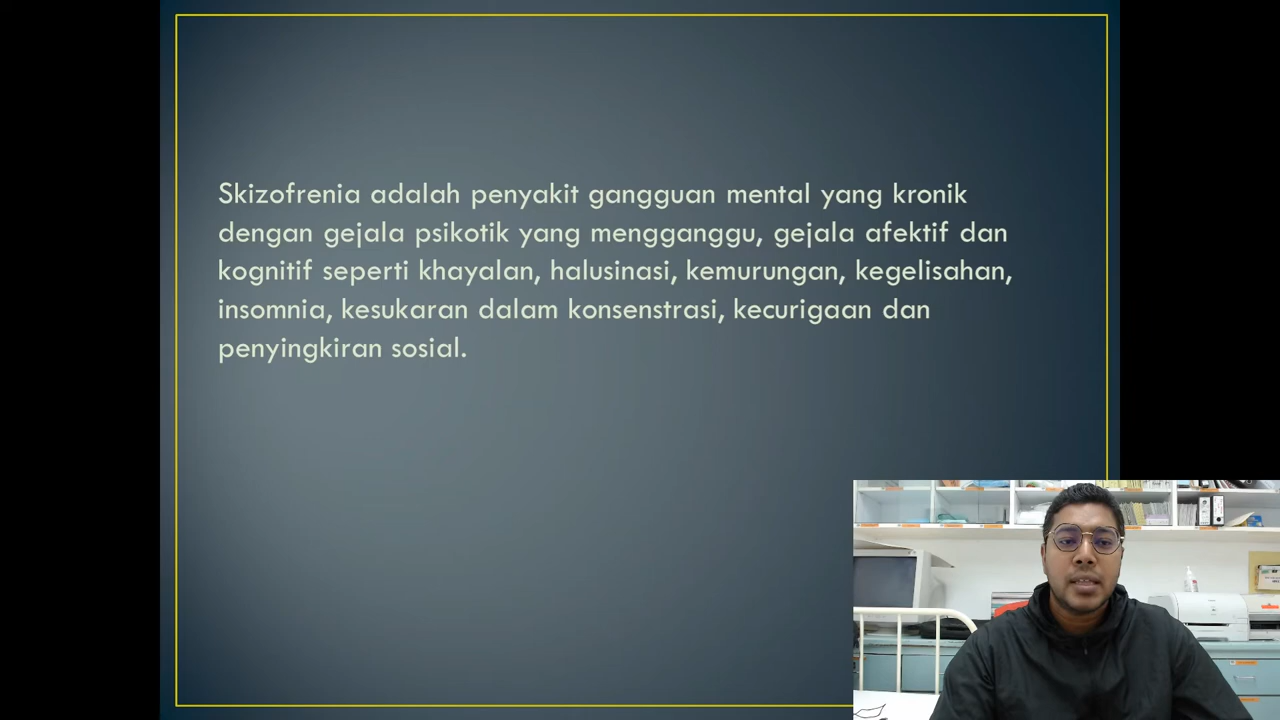 Skizofrenia adalah penyakit gangguan mental yang kronik
dengan gejala psikotik yang mengganggu, gejala afektif dan
kognitif seperti khayalan, halusinasi, kemurungan, kegelisahan,
insomnia, kesukaran dalam konsenstrasi, kecurigaan dan
penyingkiran sosial.